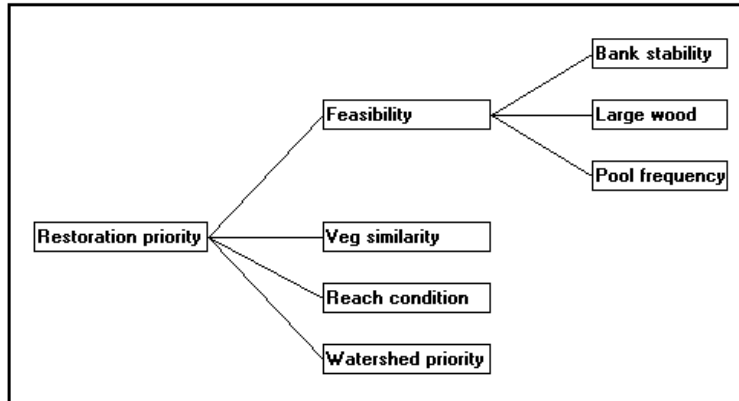 Bank stability
Feasibility
Large wood
Pool frequency
Restoration priority
Veg similarity
Reach condition
Watershed priority